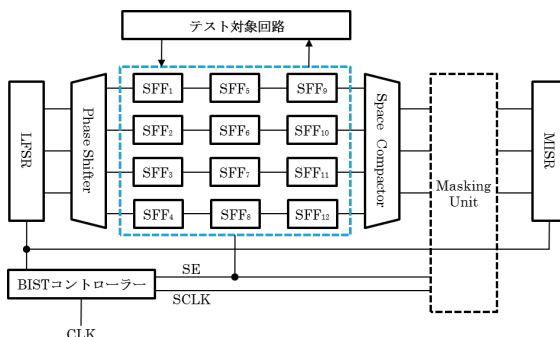 テスト対象回路
LFSR
Phase Shifter
SFF1
SFF5
SFF9
SFF2
SFF6
SFF10
SFF3
SFF7
SFF11
SFF4
SFF8
SFF12
Space Compactor
Masking
Unit
MISR
BISTコントローラー
SE
SCLK
CLK